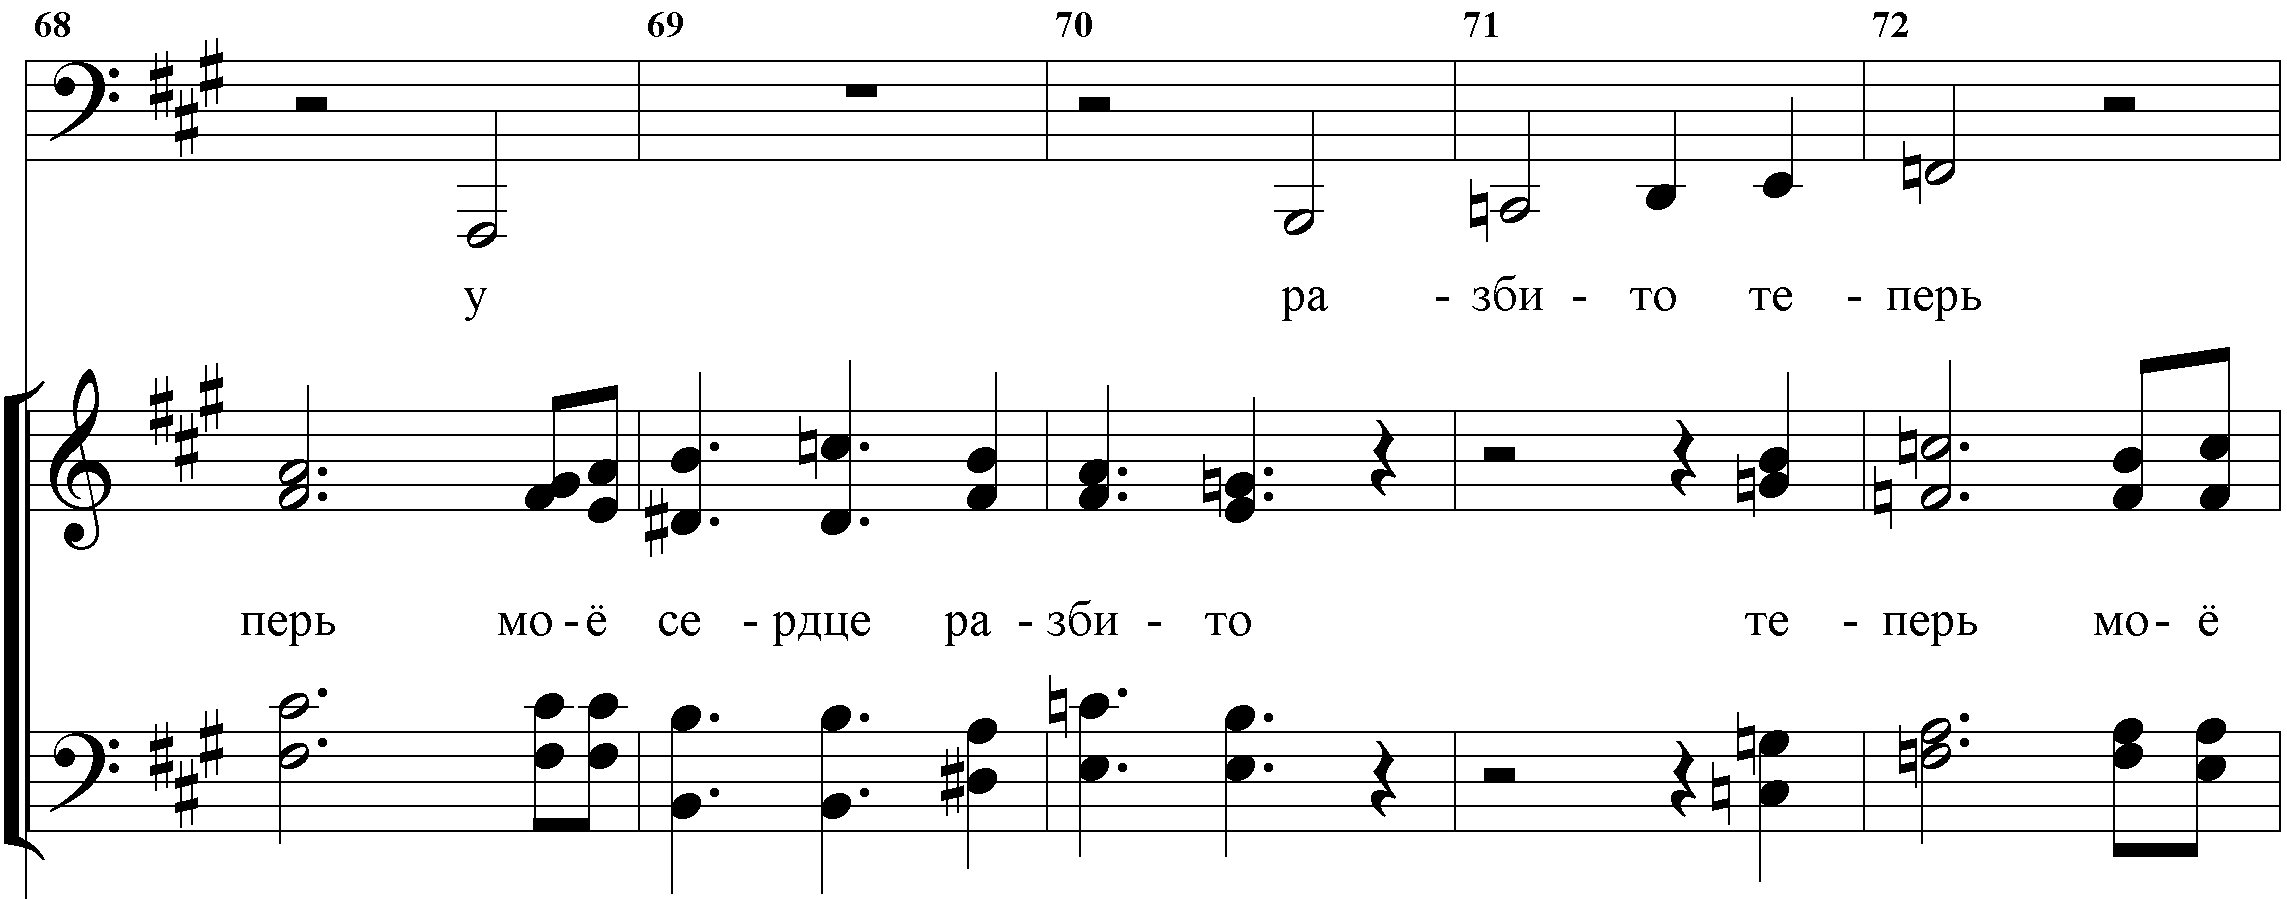 68 69 70 71 72
у ра - зби - то те - перь
перь мо - ё се - рдце ра - зби - то те - перь мо - ё